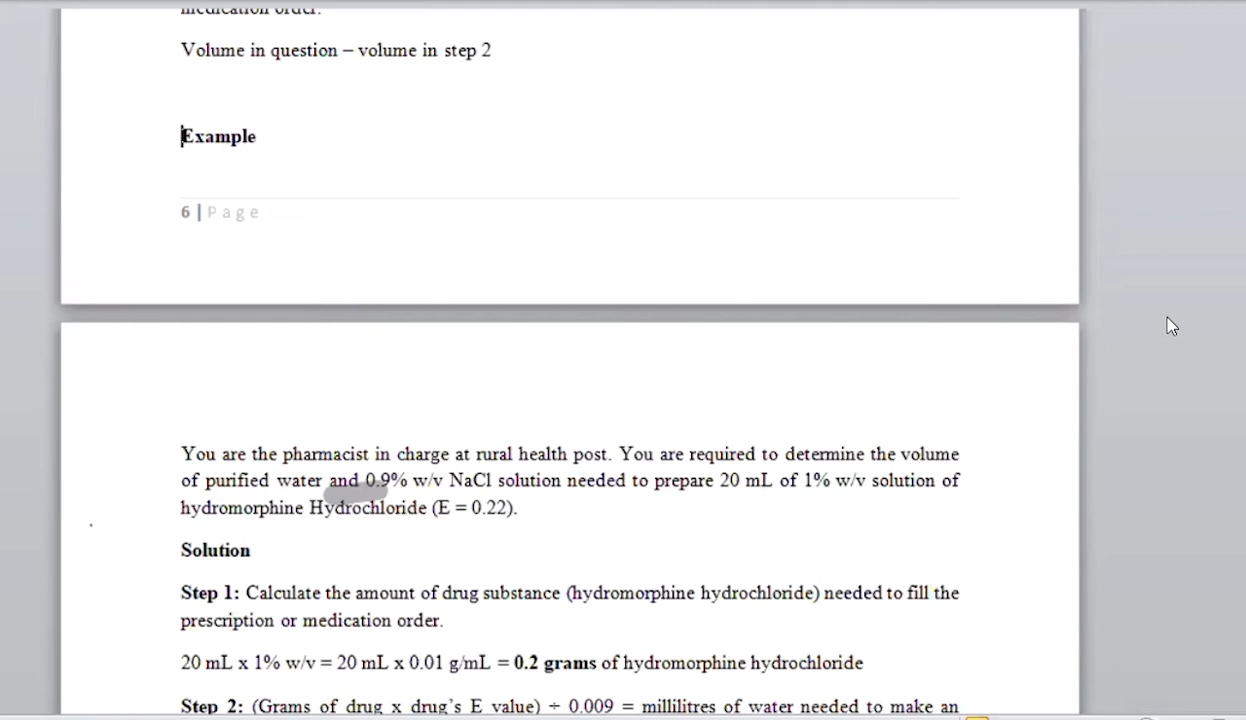 medication order.
Volume in question – volume in step 2
Example
6 | P a g e
You are the pharmacist in charge at rural health post. You are required to determine the volume
of purified water and 0.9% w/v NaCl solution needed to prepare 20 mL of 1% w/v solution of
hydromorphine Hydrochloride (E = 0.22).
Solution
Step 1: Calculate the amount of drug substance (hydromorphine hydrochloride) needed to fill the
prescription or medication order.
20 mL x 1% w/v = 20 mL x 0.01 g/mL = 0.2 grams of hydromorphine hydrochloride
Step 2: (Grams of drug x drug's E value) ÷ 0.009 = millilitres of water needed to make an